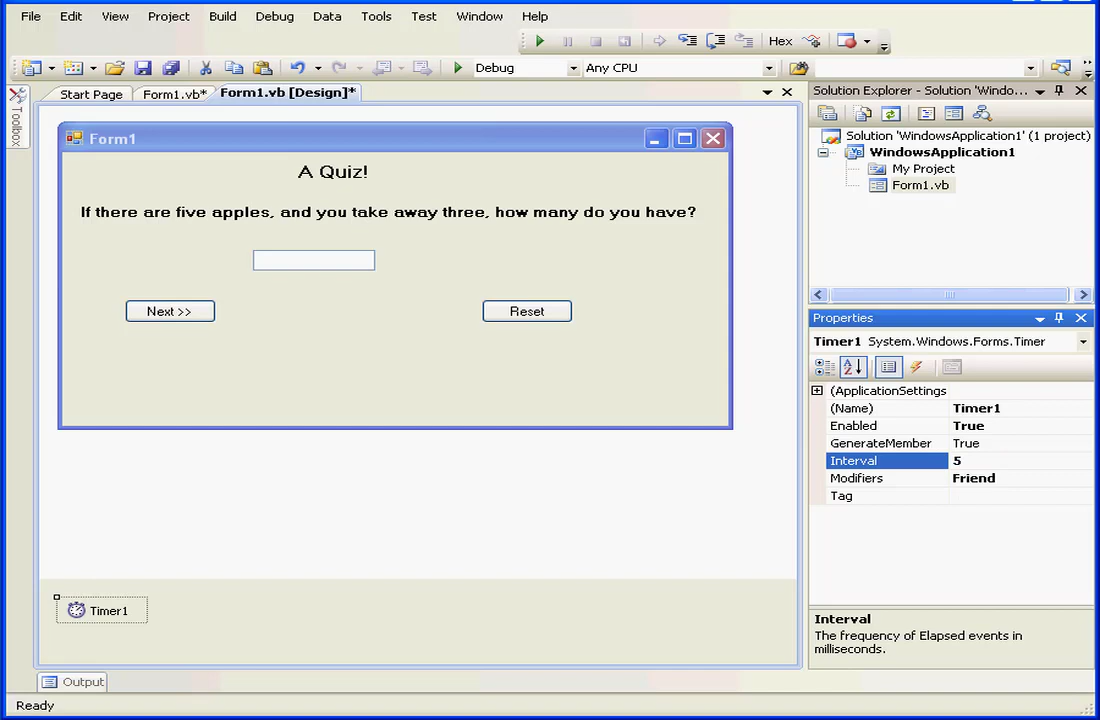 File Edit View Project Build Debug Data Tools Test Window Help
Hex
Debug Any CPU
Toolbox
Start Page Form1.vb* Form1.vb [Design]*
Form1
A Quiz!
If there are five apples, and you take away three, how many do you have?
Next >> Reset
Timer1
Output
Ready
Solution Explorer - Solution 'Windo...
Solution 'WindowsApplication1' (1 project)
WindowsApplication1
My Project
Form1.vb
Properties
Timer1 System.Windows.Forms.Timer
(ApplicationSettings
(Name) Timer1
Enabled True
GenerateMember True
Interval 5
Modifiers Friend
Tag
Interval
The frequency of Elapsed events in
milliseconds.